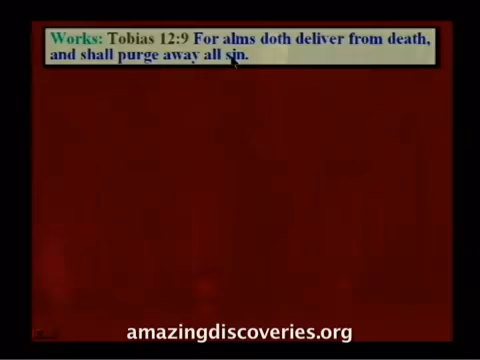 Works: Tobias 12:9 For alms doth deliver from death,
and shall purge away all sin.
amazingdiscoveries.org